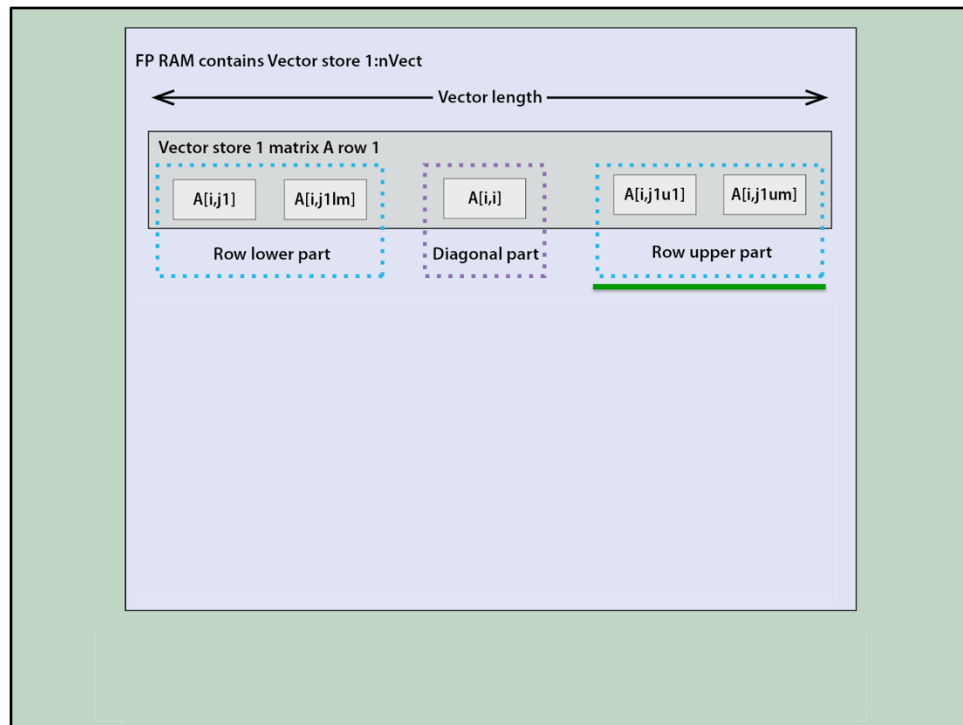 FP RAM contains Vector store 1:nVect
Vector length
Vector store 1 matrix A row 1
A[i,j1] A[i,j1lm] A[i,i] A[i,j1u1] A[i,j1um]
Row lower part Diagonal part Row upper part